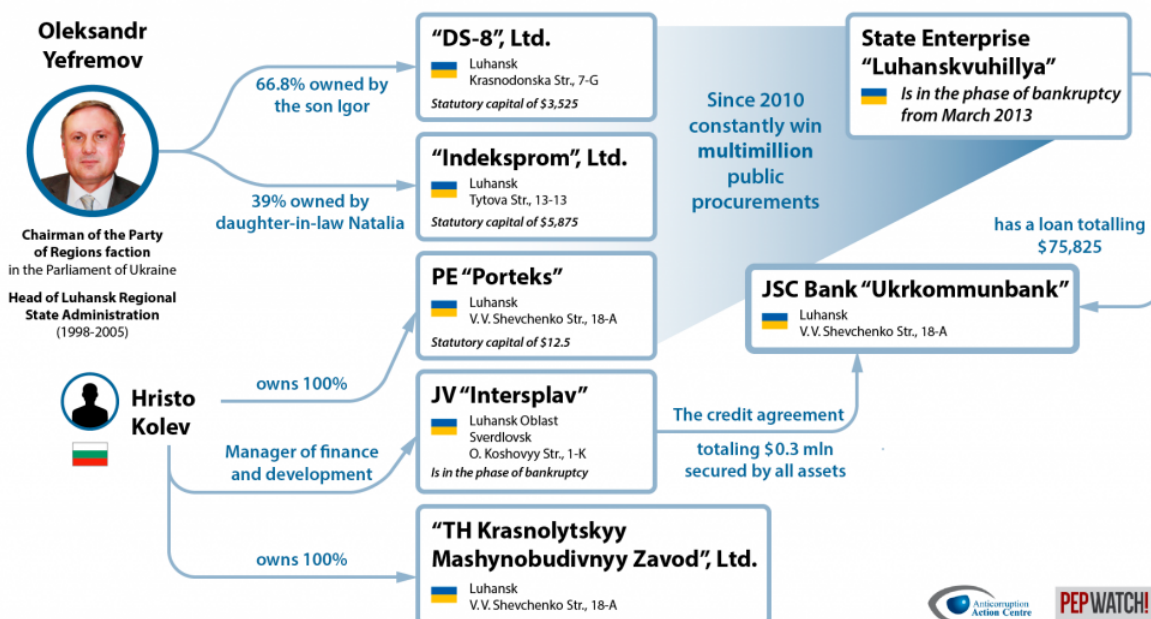 Oleksandr
Yefremov
Chairman of the Party
of Regions faction
in the Parliament of Ukraine
Head of Luhansk Regional
State Administration
(1998-2005)
66.8% owned by
the son Igor
39% owned by
daughter-in-law Natalia
“DS-8”, Ltd.
Luhansk
Krasnodonska Str., 7-G
Statutory capital of $3,525
“Indeksprom”, Ltd.
Luhansk
Tytova Str., 13-13
Statutory capital of $5,875
PE “Porteks”
Luhansk
V. V. Shevchenko Str., 18-A
Statutory capital of $12.5
Since 2010
constantly win
multimillion
public
procurements
State Enterprise
“Luhanskvuhillya”
Is in the phase of bankruptcy
from March 2013
has a loan totalling
$75,825
JSC Bank “Ukrkommunbank”
Luhansk
V. V. Shevchenko Str., 18-A
Hristo
Kolev
owns 100%
Manager of finance
and development
owns 100%
JV “Intersplav”
Luhansk Oblast
Sverdlovsk
O. Koshovyy Str., 1-K
Is in the phase of bankruptcy
The credit agreement
totaling $0.3 mln
secured by all assets
“TH Krasnolytskyy
Mashynobudivnyy Zavod”, Ltd.
Luhansk
V. V. Shevchenko Str., 18-A
Anticorruption
Action Centre
PEPWATCH!